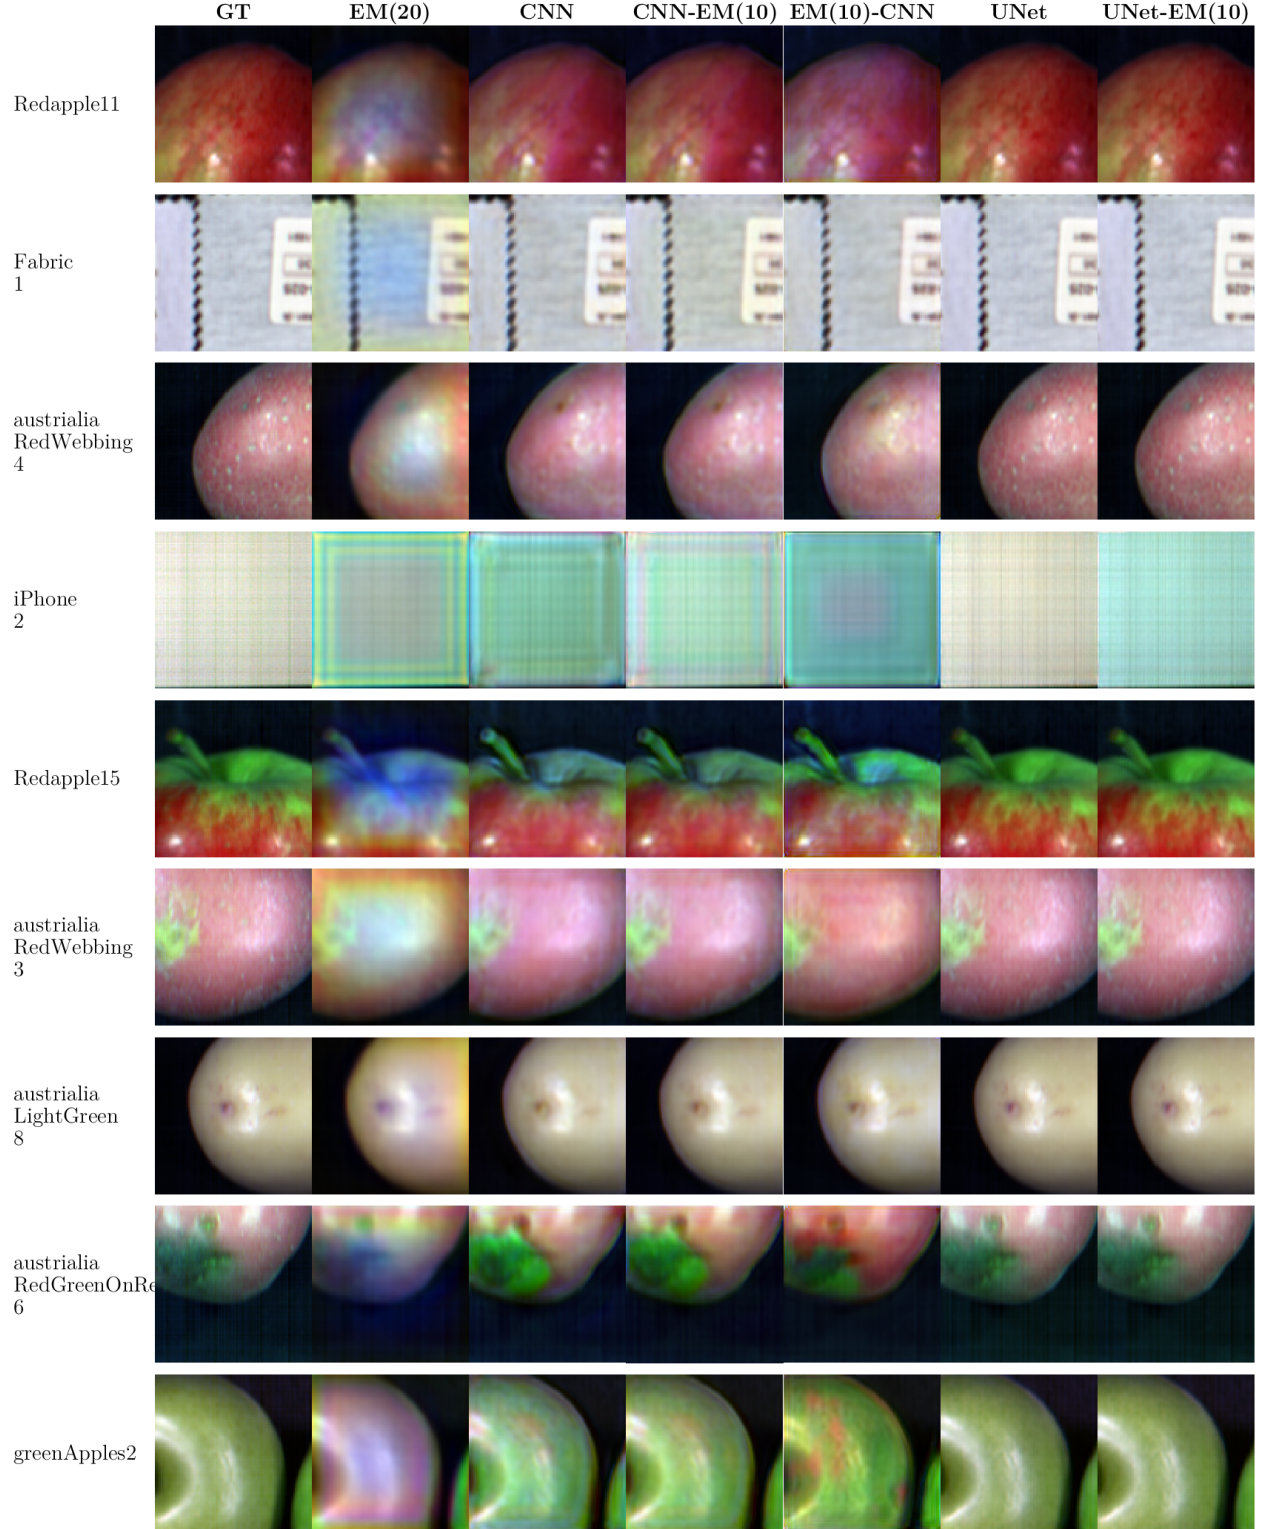 GT EM(20) CNN CNN-EM(10) EM(10)-CNN UNet UNet-EM(10)
Redapple11
Fabric
1
austrialia
RedWebbing
4
iPhone
2
Redapple15
austrialia
RedWebbing
3
austrialia
LightGreen
8
austrialia
RedGreenOnRe
6
greenApples2